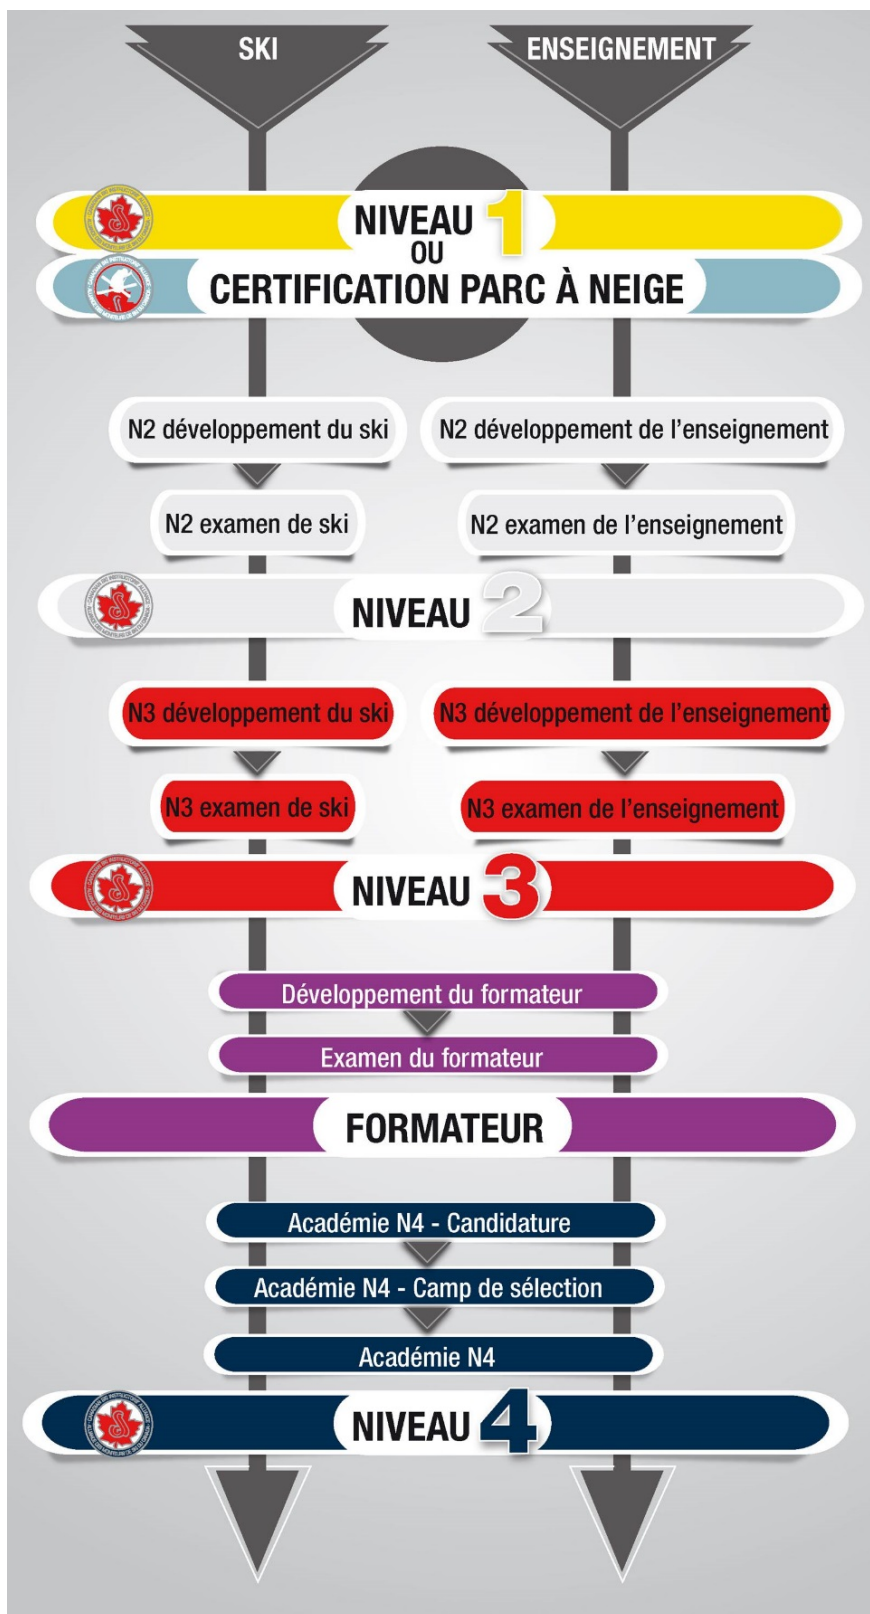 SKI
ENSEIGNEMENT
NIVEAU 1
OU
CERTIFICATION PARC À NEIGE
N2 développement du ski
N2 développement de l'enseignement
N2 examen de ski
N2 examen de l'enseignement
NIVEAU 2
N3 développement du ski
N3 développement de l'enseignement
N3 examen de ski
N3 examen de l'enseignement
NIVEAU 3
Développement du formateur
Examen du formateur
FORMATEUR
Académie N4 - Candidature
Académie N4 - Camp de sélection
Académie N4
NIVEAU 4